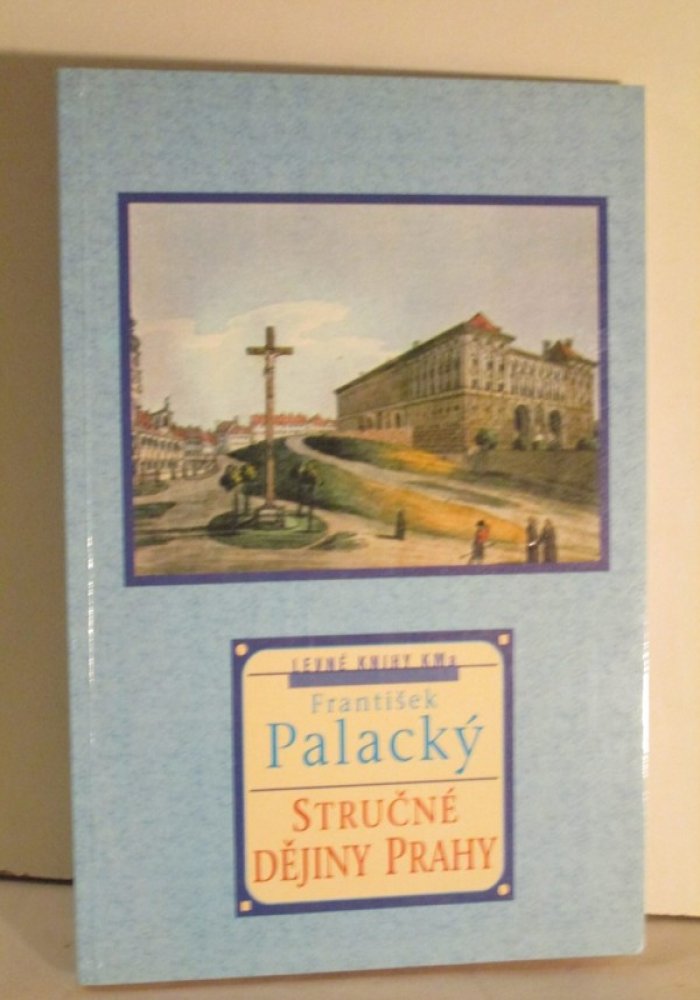 LEVNÉ KNIHY KMa
František
Palacký
STRUČNÉ
DĚJINY PRAHY